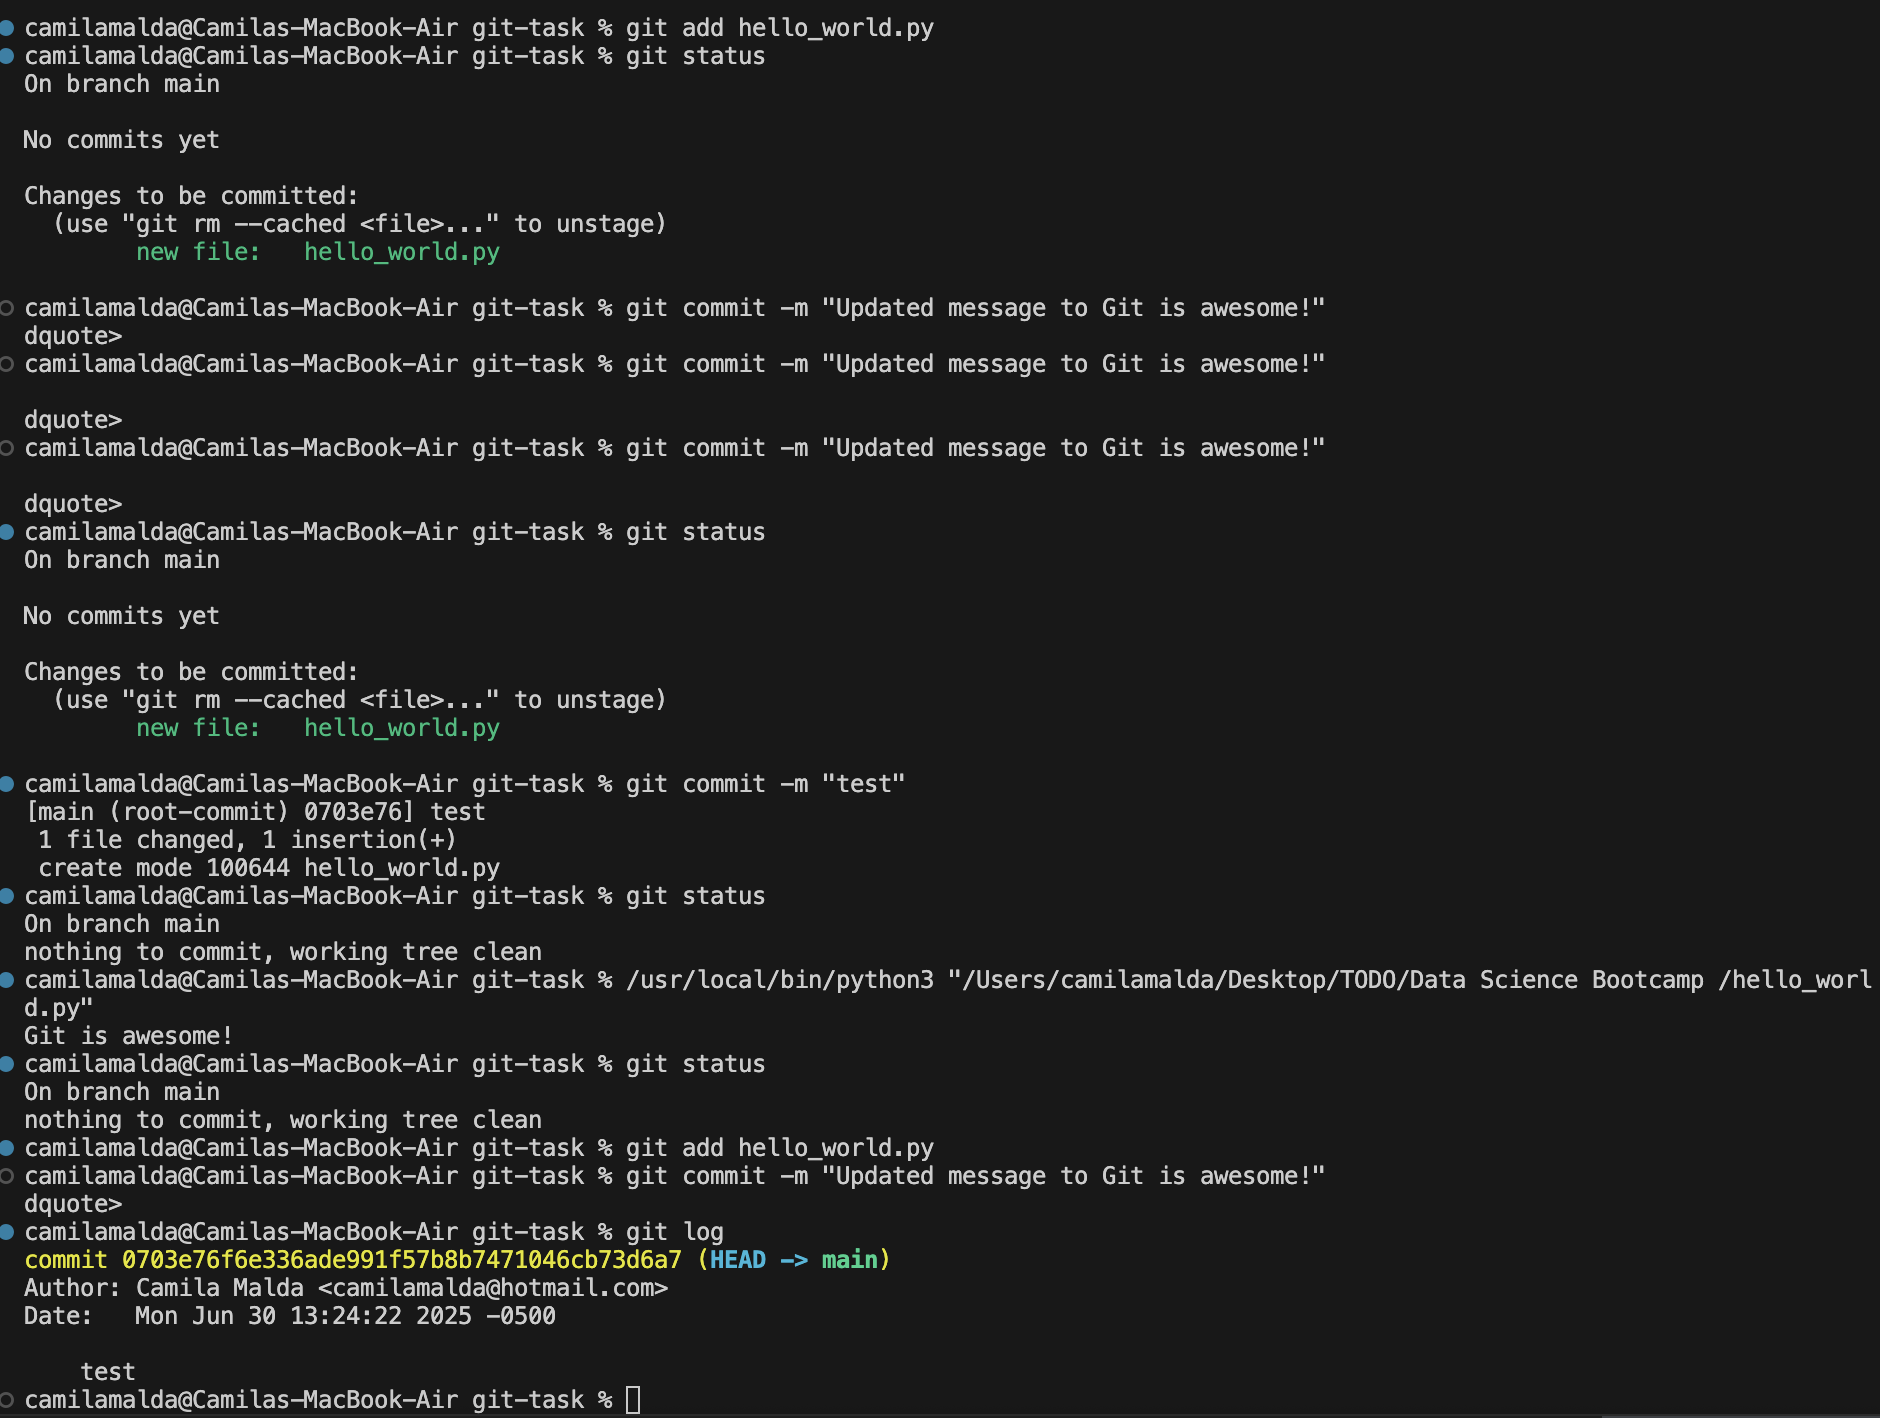 camilamalda@Camilas-MacBook-Air git-task % git add hello_world.py
camilamalda@Camilas-MacBook-Air git-task % git status
On branch main
No commits yet
Changes to be committed:
  (use "git rm --cached <file>..." to unstage)
        new file:   hello_world.py
camilamalda@Camilas-MacBook-Air git-task % git commit -m "Updated message to Git is awesome!"
dquote>
camilamalda@Camilas-MacBook-Air git-task % git commit -m "Updated message to Git is awesome!"
dquote>
camilamalda@Camilas-MacBook-Air git-task % git commit -m "Updated message to Git is awesome!"
dquote>
camilamalda@Camilas-MacBook-Air git-task % git status
On branch main
No commits yet
Changes to be committed:
  (use "git rm --cached <file>..." to unstage)
        new file:   hello_world.py
camilamalda@Camilas-MacBook-Air git-task % git commit -m "test"
[main (root-commit) 0703e76] test
 1 file changed, 1 insertion(+)
 create mode 100644 hello_world.py
camilamalda@Camilas-MacBook-Air git-task % git status
On branch main
nothing to commit, working tree clean
camilamalda@Camilas-MacBook-Air git-task % /usr/local/bin/python3 "/Users/camilamalda/Desktop/TODO/Data Science Bootcamp /hello_worl
d.py"
Git is awesome!
camilamalda@Camilas-MacBook-Air git-task % git status
On branch main
nothing to commit, working tree clean
camilamalda@Camilas-MacBook-Air git-task % git add hello_world.py
camilamalda@Camilas-MacBook-Air git-task % git commit -m "Updated message to Git is awesome!"
dquote>
camilamalda@Camilas-MacBook-Air git-task % git log
commit 0703e76f6e336ade991f57b8b7471046cb73d6a7 (HEAD -> main)
Author: Camila Malda <camilamalda@hotmail.com>
Date:   Mon Jun 30 13:24:22 2025 -0500
    test
camilamalda@Camilas-MacBook-Air git-task %